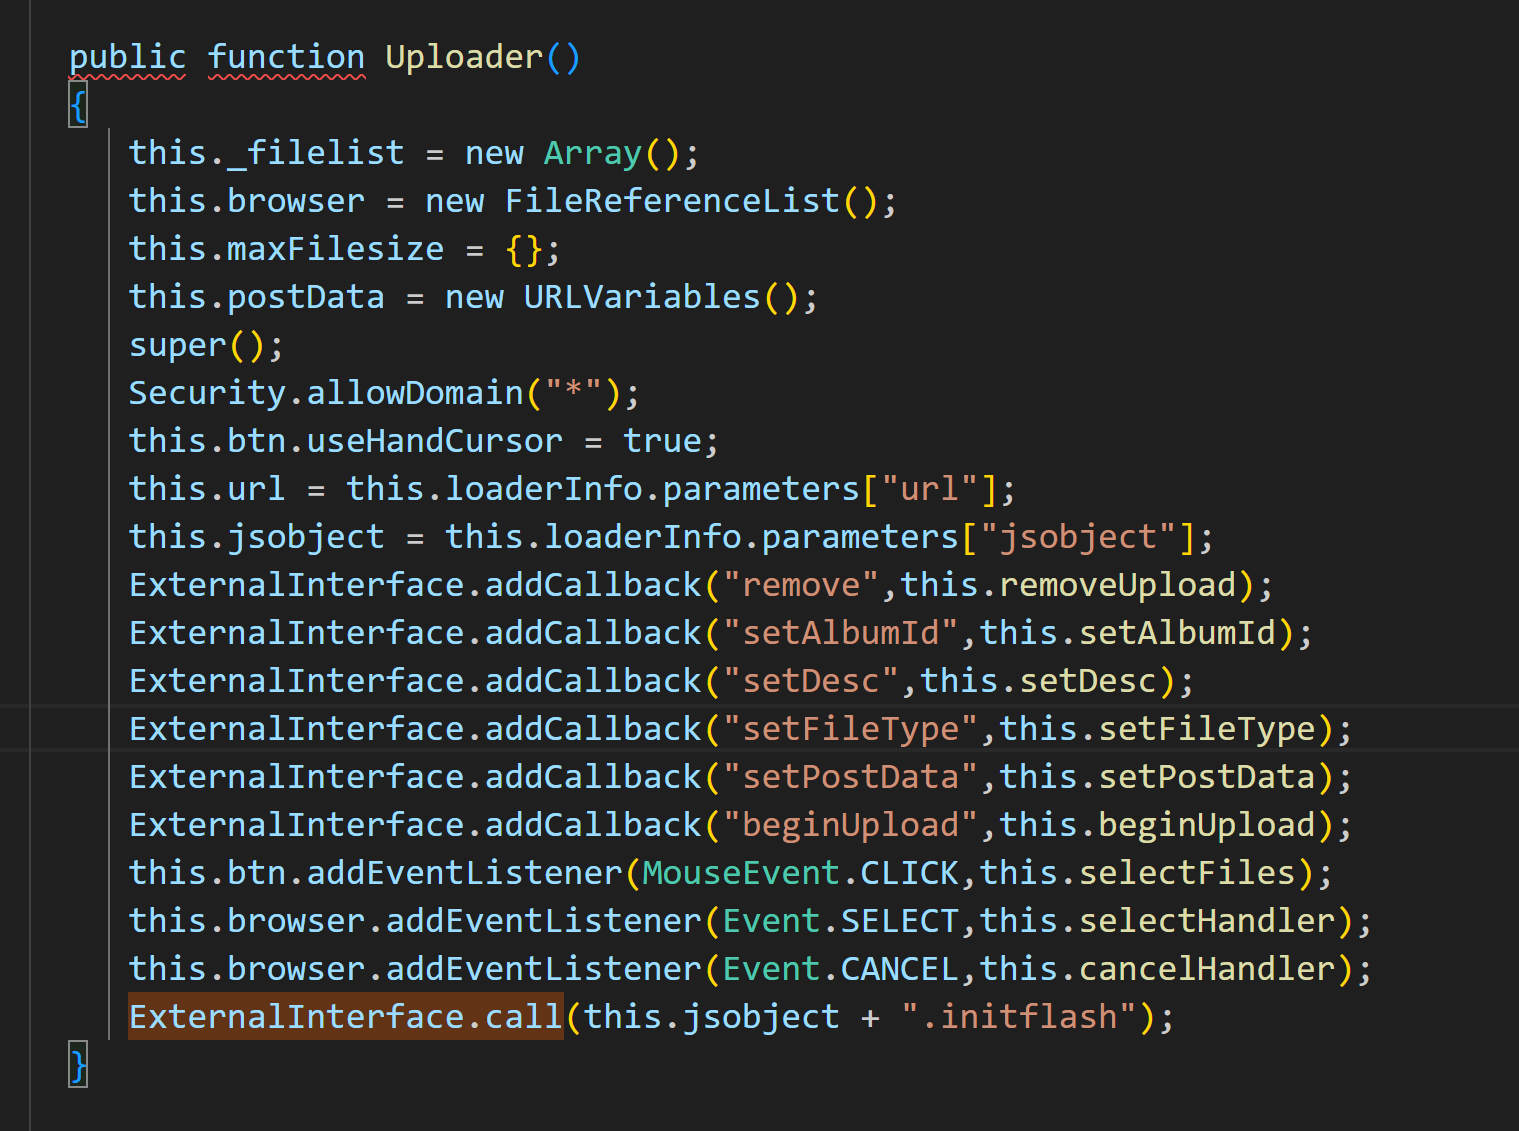 public function Uploader()
{
this._filelist = new Array();
this.browser = new FileReferenceList();
this.maxFilesize = {};
this.postData = new URLVariables();
super();
Security.allowDomain("*");
this.btn.useHandCursor = true;
this.url = this.loaderInfo.parameters["url"];
this.jsobject = this.loaderInfo.parameters["jsobject"];
ExternalInterface.addCallback("remove",this.removeUpload);
ExternalInterface.addCallback("setAlbumId",this.setAlbumId);
ExternalInterface.addCallback("setDesc",this.setDesc);
ExternalInterface.addCallback("setFileType",this.setFileType);
ExternalInterface.addCallback("setPostData",this.setPostData);
ExternalInterface.addCallback("beginUpload",this.beginUpload);
this.btn.addEventListener(MouseEvent.CLICK,this.selectFiles);
this.browser.addEventListener(Event.SELECT,this.selectHandler);
this.browser.addEventListener(Event.CANCEL,this.cancelHandler);
ExternalInterface.call(this.jsobject + ".initflash");
}